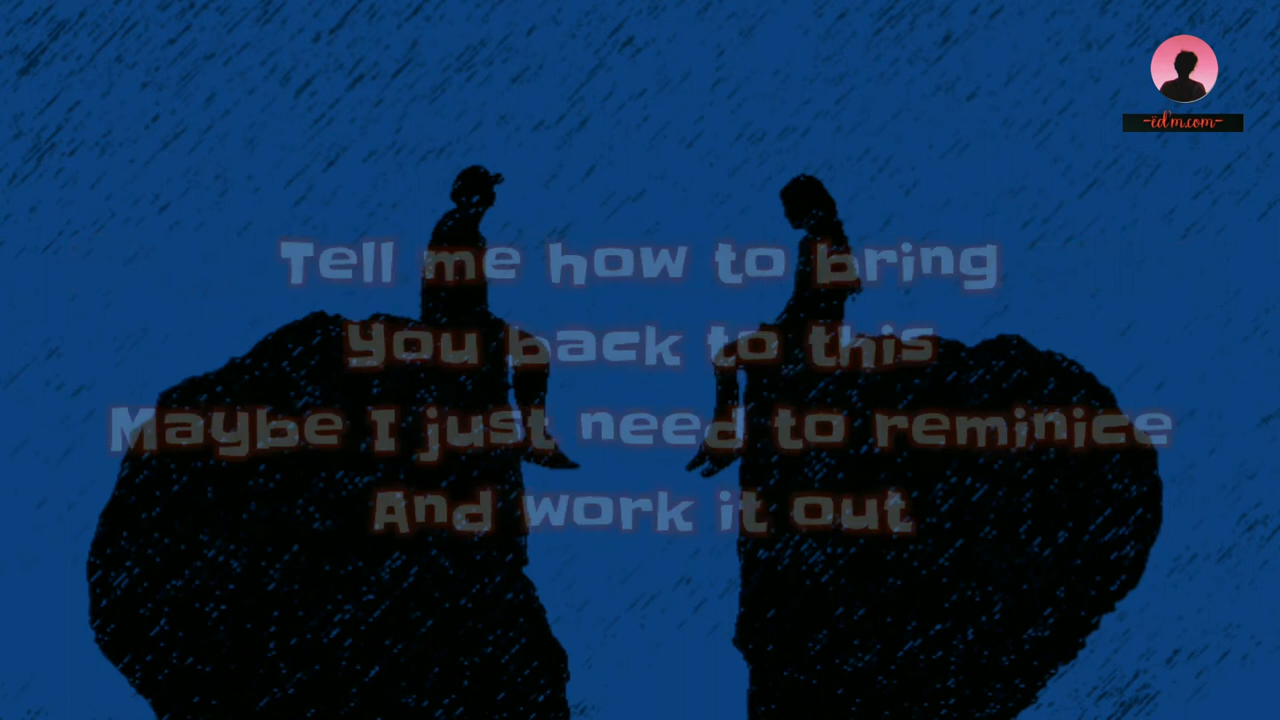 -ëd'm.com-
Tell me how to bring
you back to this
Maybe I just need to reminice
And work it out